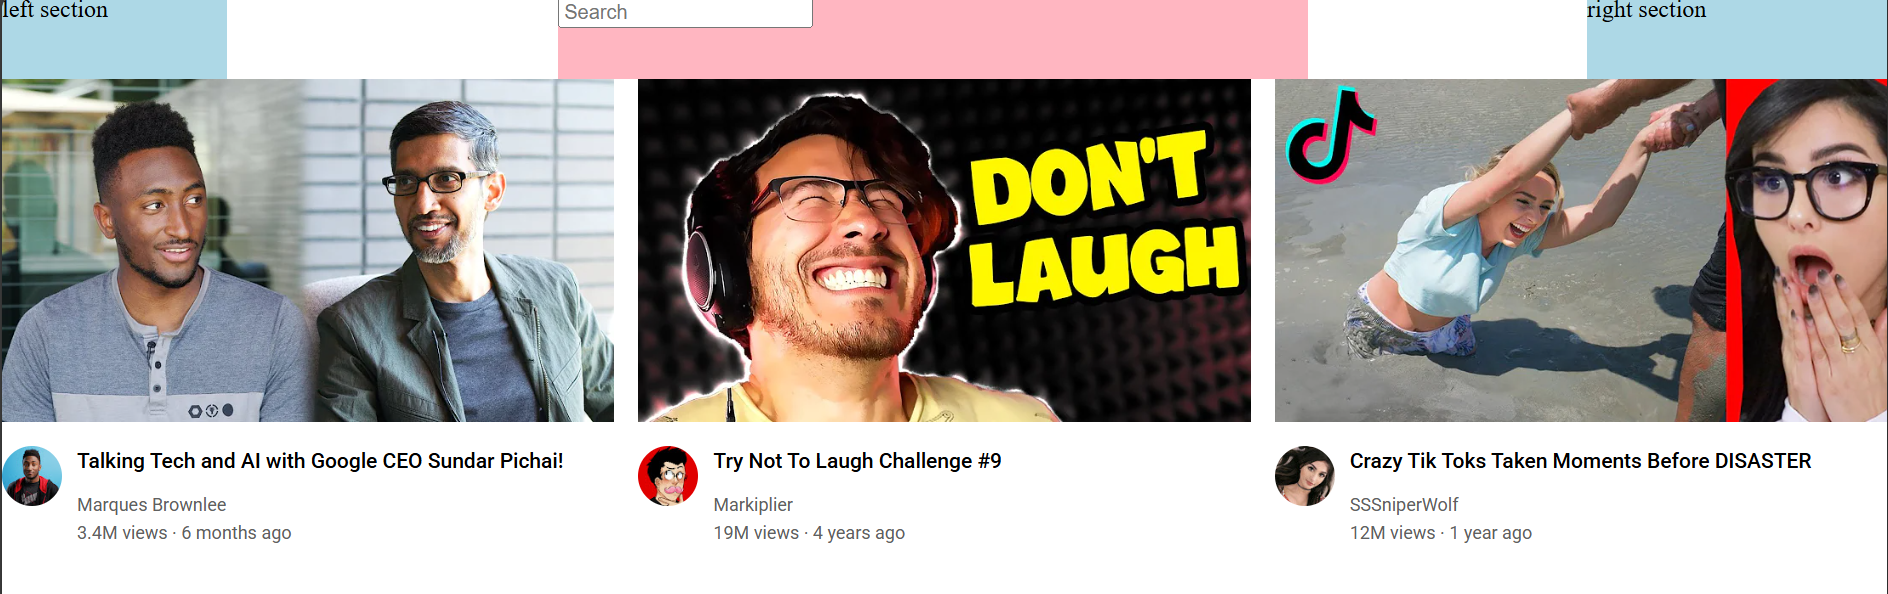 left section
Search
right section
DON'T
LAUGH
Talking Tech and AI with Google CEO Sundar Pichai!
Marques Brownlee
3.4M views · 6 months ago
Try Not To Laugh Challenge #9
Markiplier
19M views · 4 years ago
Crazy Tik Toks Taken Moments Before DISASTER
SSSniperWolf
12M views · 1 year ago